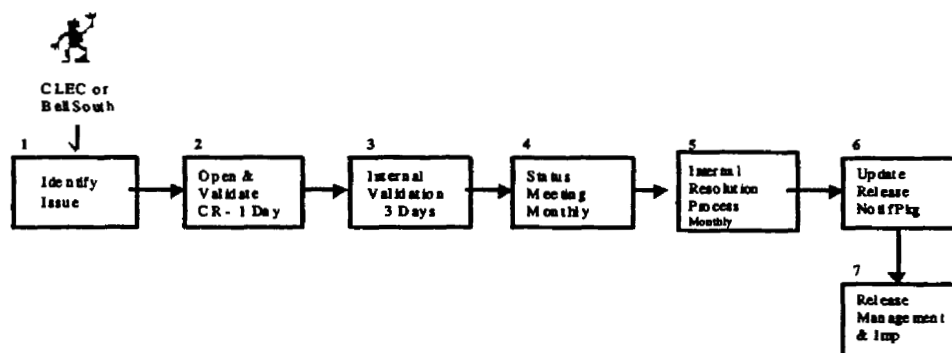 CLEC or
BellSouth
1
Identify
Issue
2
Open &
Validate
CR - 1 Day
3
Internal
Validation
3 Days
4
Status
Meeting
Monthly
5
Internal
Resolution
Process
Monthly
6
Update
Release
Notif Pkg
7
Release
Management
& Imp